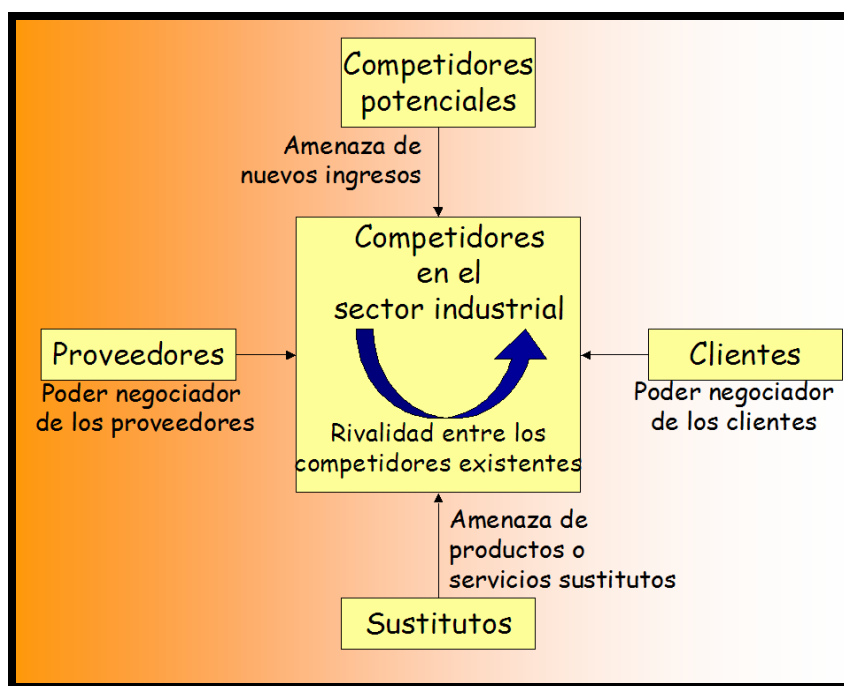 Competidores
potenciales
Amenaza de
nuevos ingresos
Competidores
en el
sector industrial
Proveedores
Poder negociador
de los proveedores
Clientes
Poder negociador
de los clientes
Rivalidad entre los
competidores existentes
Amenaza de
productos o
servicios sustitutos
Sustitutos